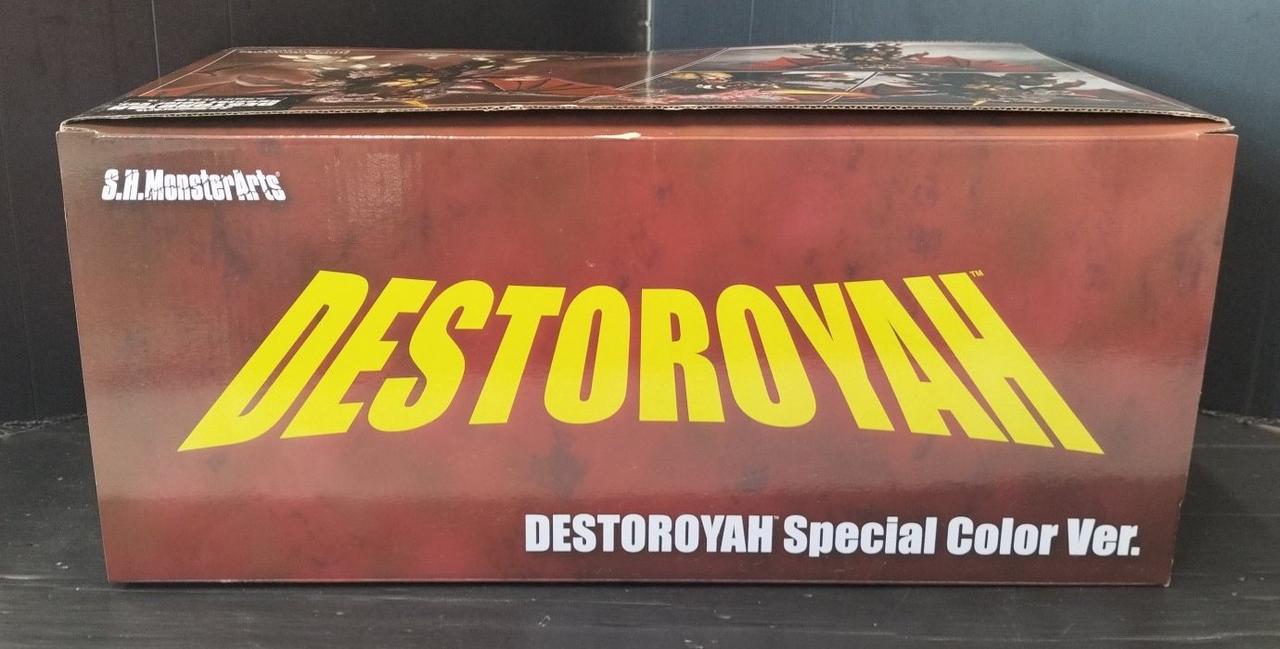 S.H.MonsterArts
DESTOROYAH™
DESTOROYAH™ Special Color Ver.